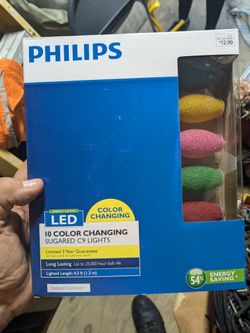 $12.99
PHILIPS
LED
COLOR
CHANGING
10 COLOR CHANGING
SUGARED C9 LIGHTS
Limited 3 Year Guarantee
Long Lasting Up to 25,000 hour bulb life
Lighted Length: 4.5 ft (1.3 m)
Indoor/Outdoor
54%
ENERGY
SAVING